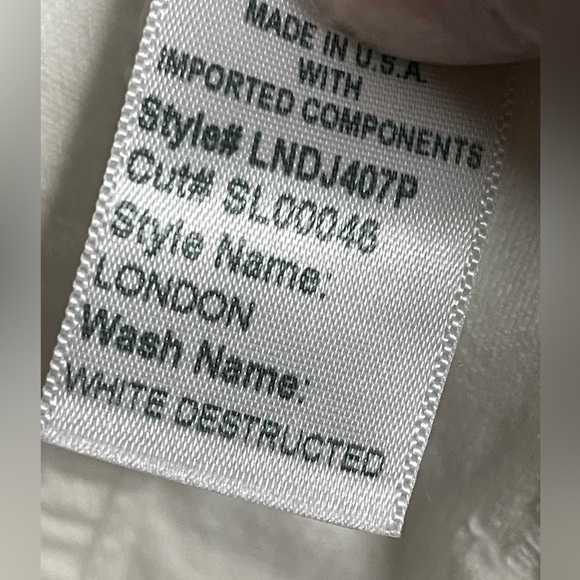 MADE IN U.S.A.
WITH
IMPORTED COMPONENTS
Style# LNDJ407P
Cut# SL00046
Style Name:
LONDON
Wash Name:
WHITE DESTRUCTED